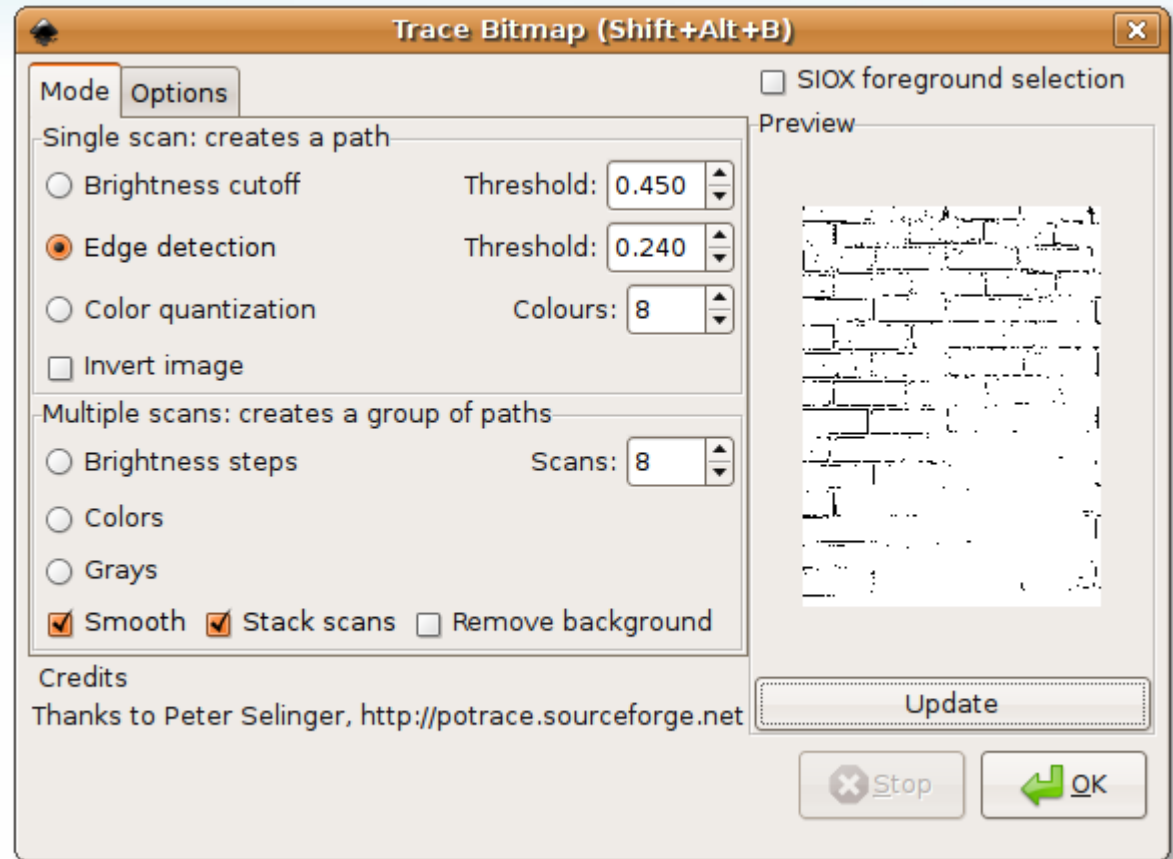 Trace Bitmap (Shift+Alt+B)
Mode Options
SIOX foreground selection
Single scan: creates a path
Preview
Brightness cutoff Threshold: 0.450
Edge detection Threshold: 0.240
Color quantization Colours: 8
Invert image
Multiple scans: creates a group of paths
Brightness steps Scans: 8
Colors
Grays
Smooth Stack scans Remove background
Credits
Thanks to Peter Selinger, http://potrace.sourceforge.net
Update
Stop OK